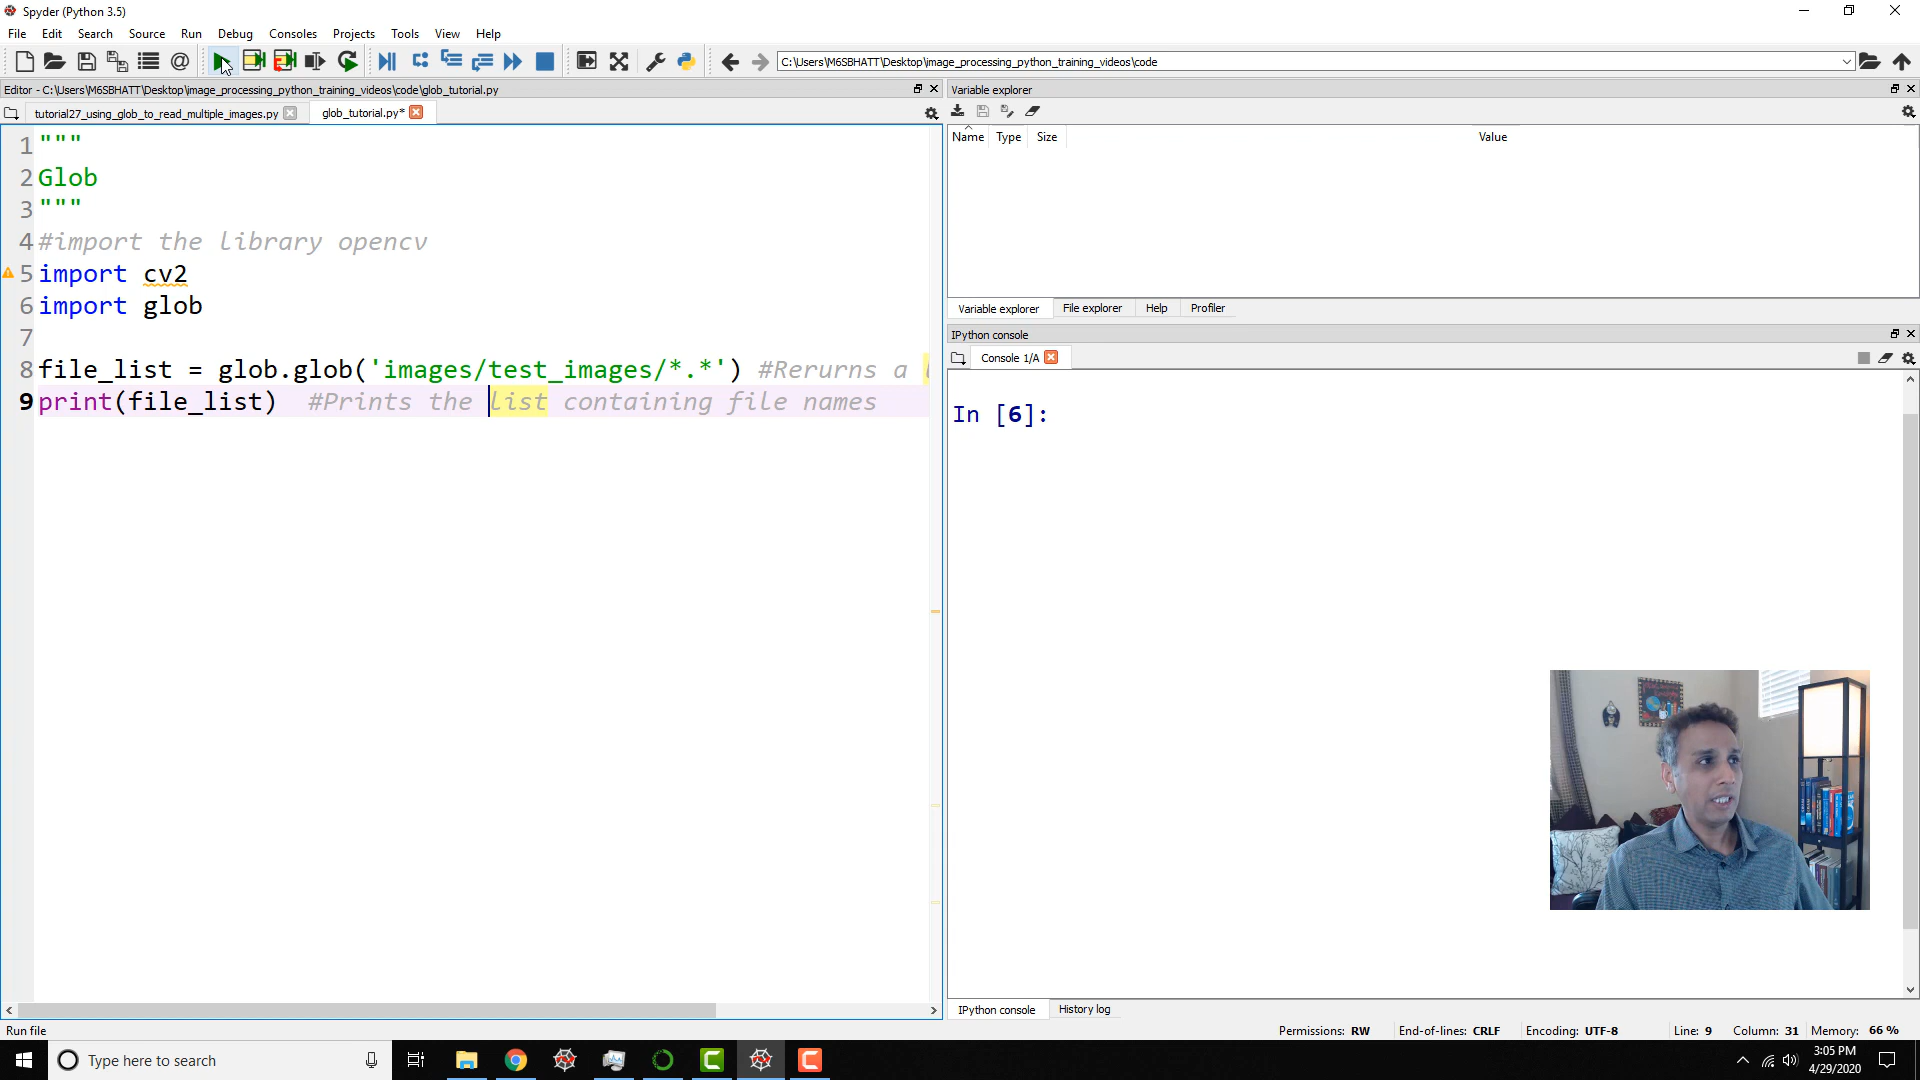 Spyder (Python 3.5)
File Edit Search Source Run Debug Consoles Projects Tools View Help
C:\Users\M6SBHATT\Desktop\image_processing_python_training_videos\code
Editor - C:\Users\M6SBHATT\Desktop\image_processing_python_training_videos\code\glob_tutorial.py
tutorial27_using_glob_to_read_multiple_images.py glob_tutorial.py*
1 """
2 Glob
3 """
4 #import the library opencv
5 import cv2
6 import glob
7
8 file_list = glob.glob('images/test_images/*.*') #Rerurns a
9 print(file_list) #Prints the list containing file names
Variable explorer
Name Type Size Value
Variable explorer File explorer Help Profiler
IPython console
Console 1/A
In [6]:
IPython console History log
Run file
Permissions: RW End-of-lines: CRLF Encoding: UTF-8 Line: 9 Column: 31 Memory: 66 %
Type here to search
3:05 PM
4/29/2020